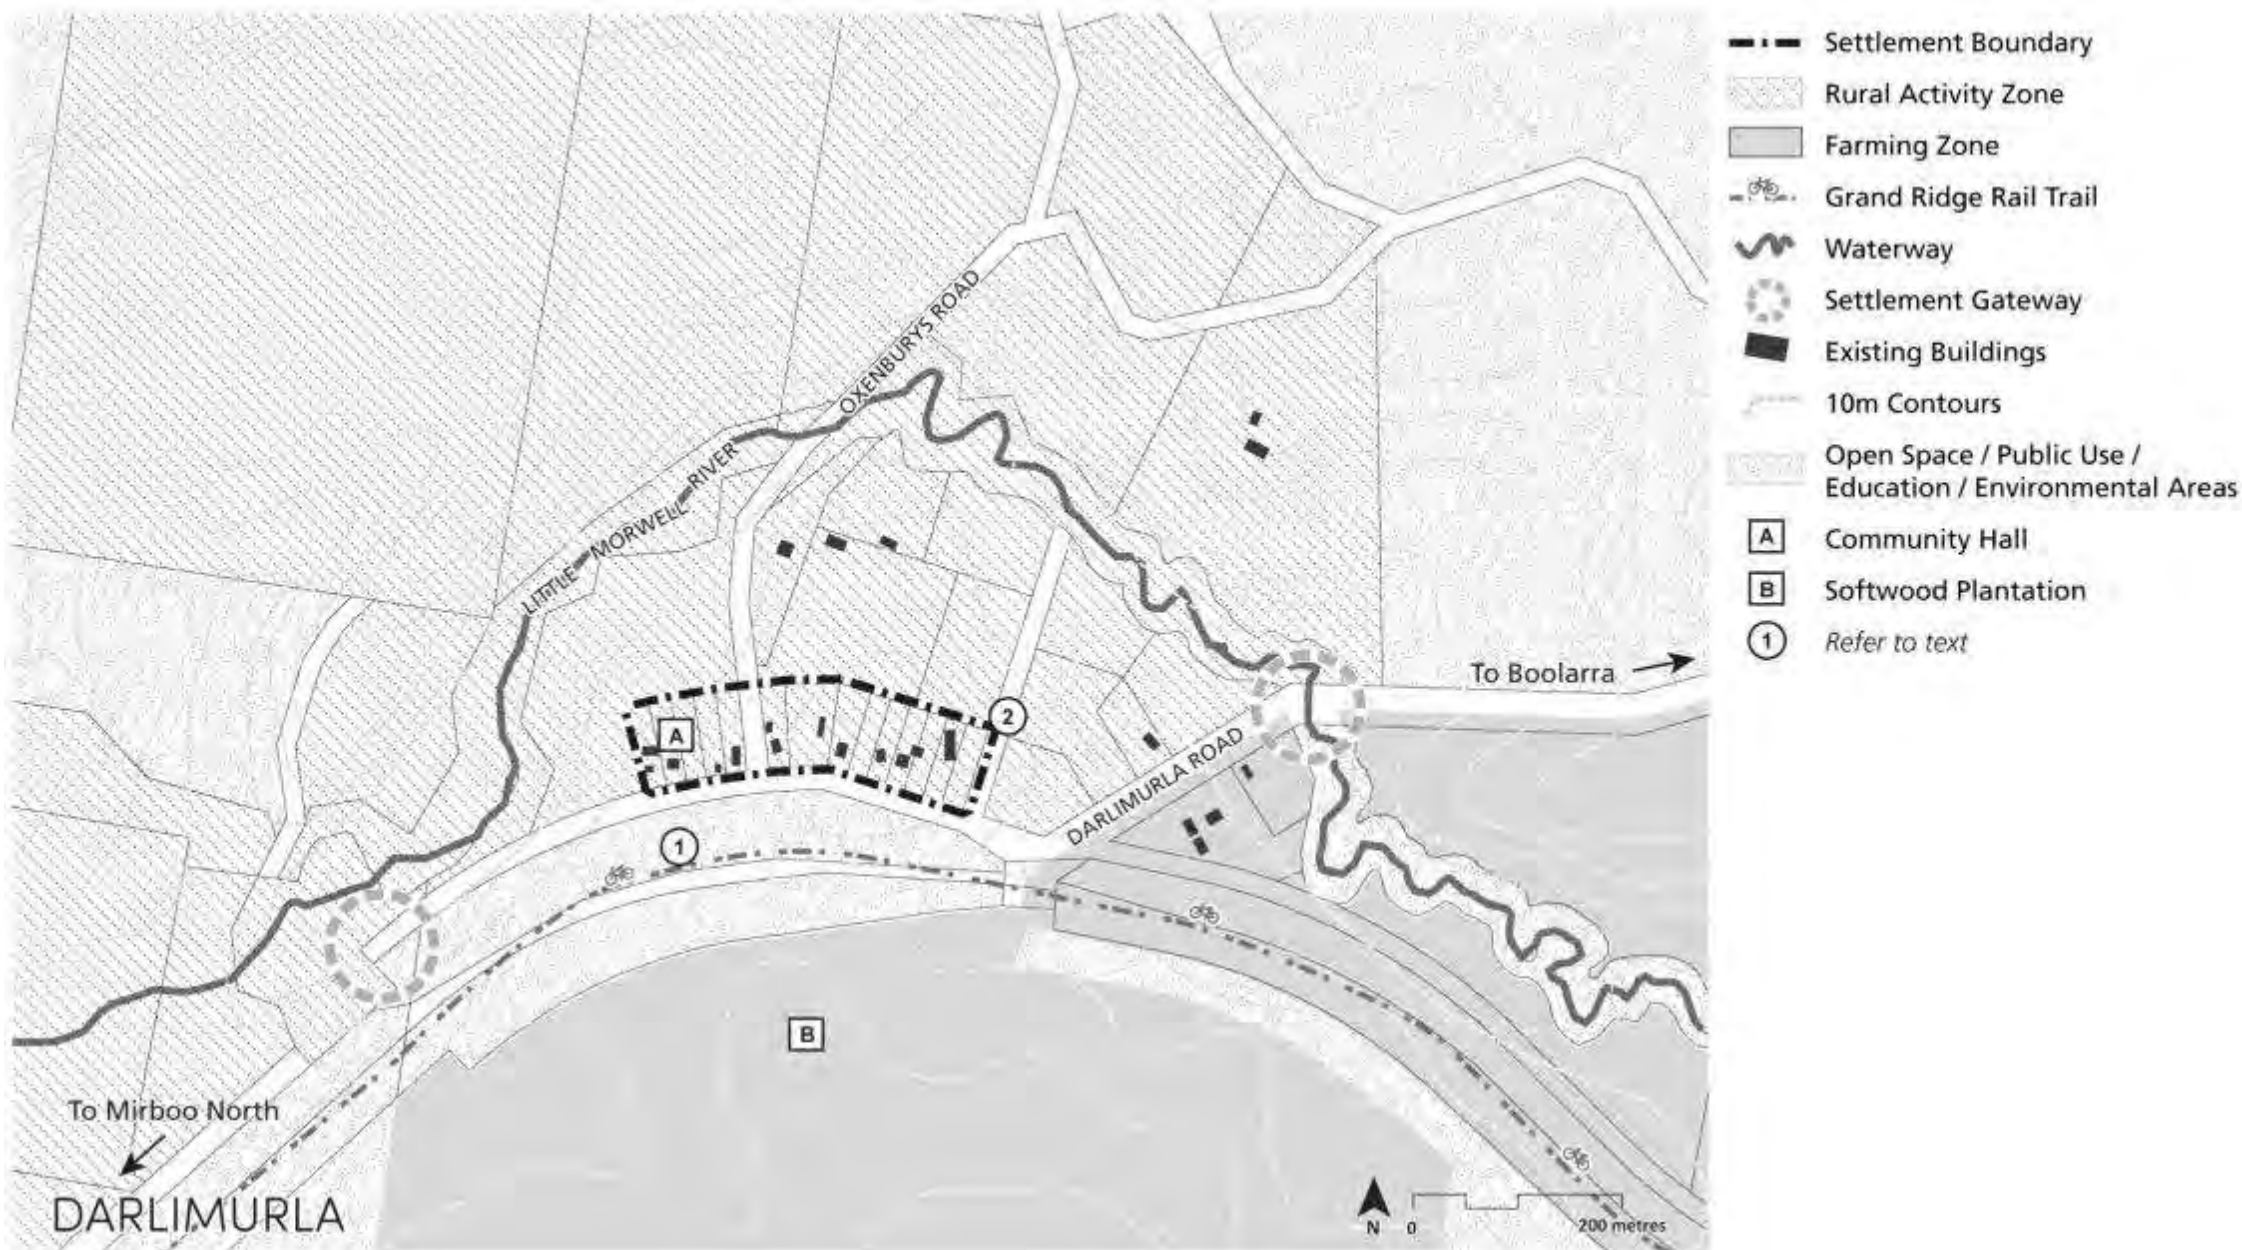 Settlement Boundary
Rural Activity Zone
Farming Zone
Grand Ridge Rail Trail
Waterway
Settlement Gateway
Existing Buildings
10m Contours
Open Space / Public Use /
Education / Environmental Areas
A Community Hall
B Softwood Plantation
1 Refer to text
OXENBURYS ROAD
LITTLE MORWELL RIVER
To Boolarra
A
2
DARLIMURLA ROAD
1
B
To Mirboo North
DARLIMURLA
N 0 200 metres